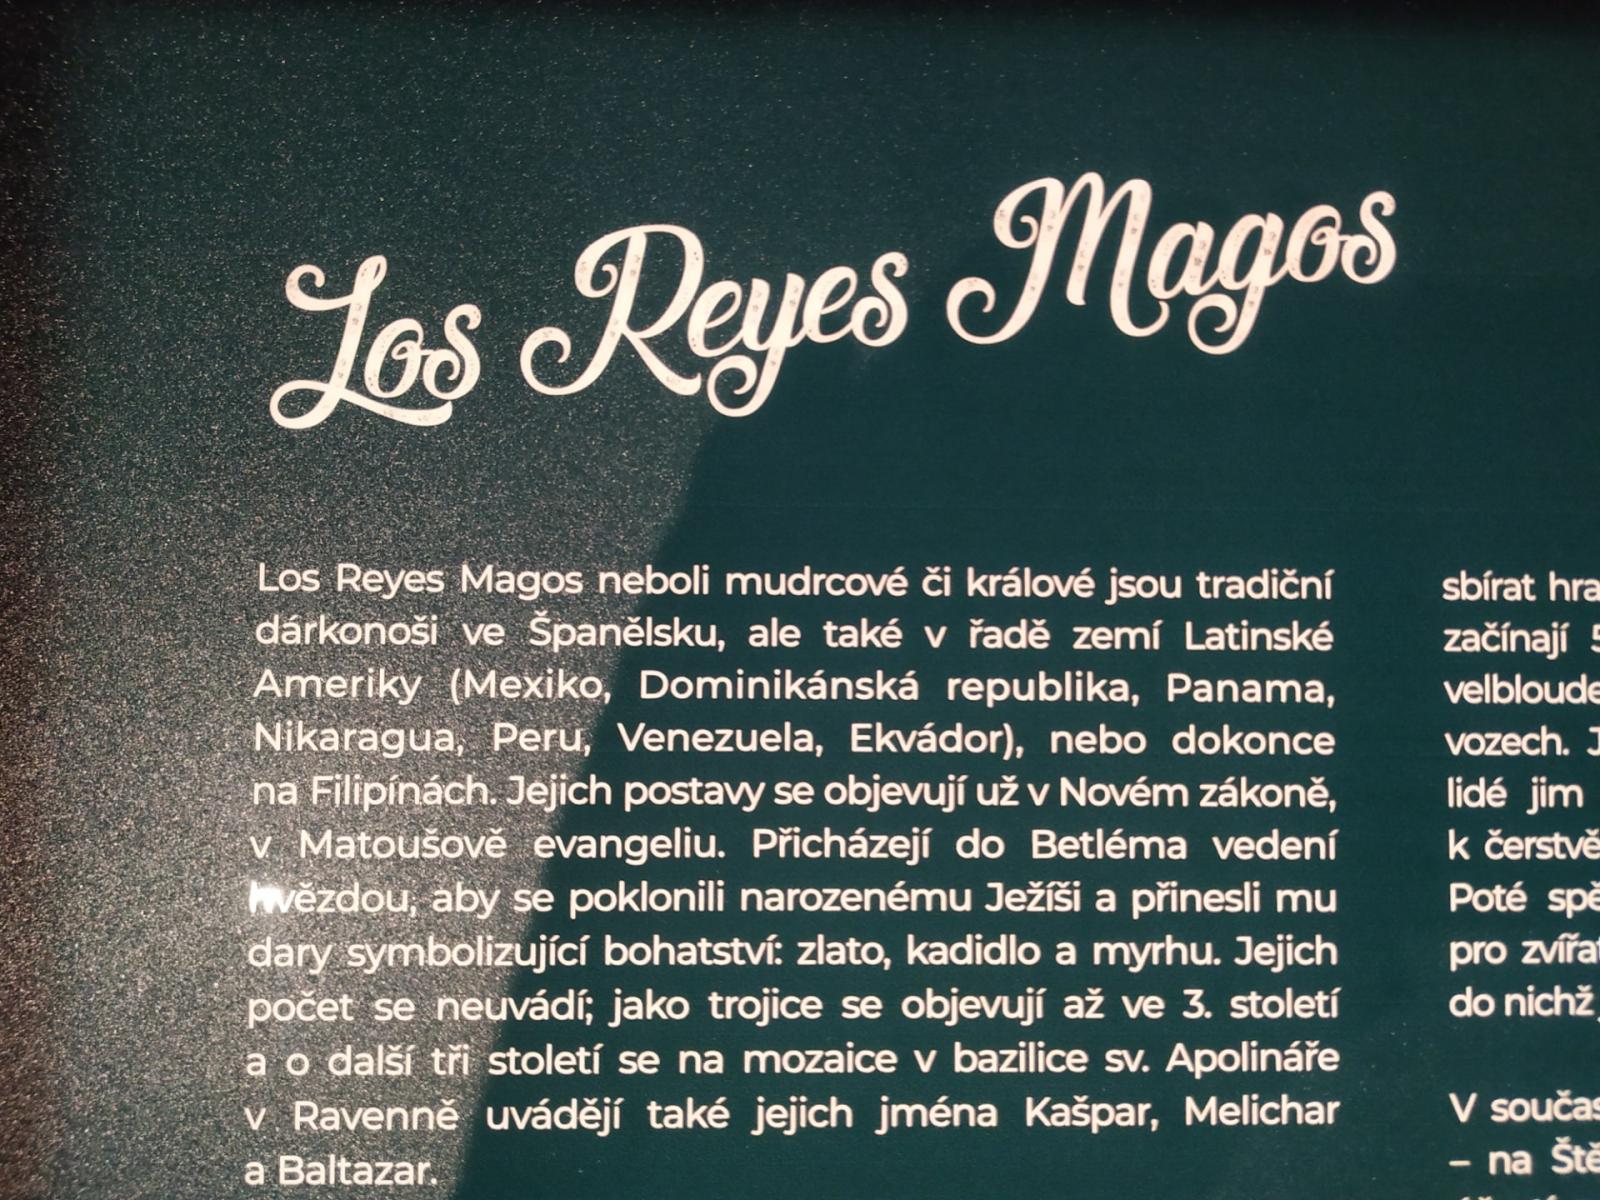 Los Reyes Magos
Los Reyes Magos neboli mudrcové či králové jsou tradiční
dárkonoši ve Španělsku, ale také v řadě zemí Latinské
Ameriky (Mexiko, Dominikánská republika, Panama,
Nikaragua, Peru, Venezuela, Ekvádor), nebo dokonce
na Filipínách. Jejich postavy se objevují už v Novém zákoně,
v Matoušově evangeliu. Přicházejí do Betléma vedení
hvězdou, aby se poklonili narozenému Ježíši a přinesli mu
dary symbolizující bohatství: zlato, kadidlo a myrhu. Jejich
počet se neuvádí; jako trojice se objevují až ve 3. století
a o další tři století se na mozaice v bazilice sv. Apolináře
v Ravenně uvádějí také jejich jména Kašpar, Melichar
a Baltazar.
sbírat
začínají
vozech.
lidé jim
k
Poté
pro
do nichž
V
– na